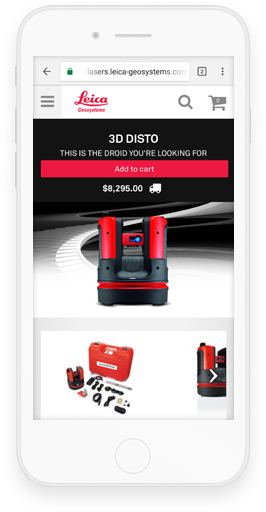 lasers.leica-geosystems.com
2
Leica
Geosystems
0
3D DISTO
THIS IS THE DROID YOU'RE LOOKING FOR
Add to cart
$8,295.00